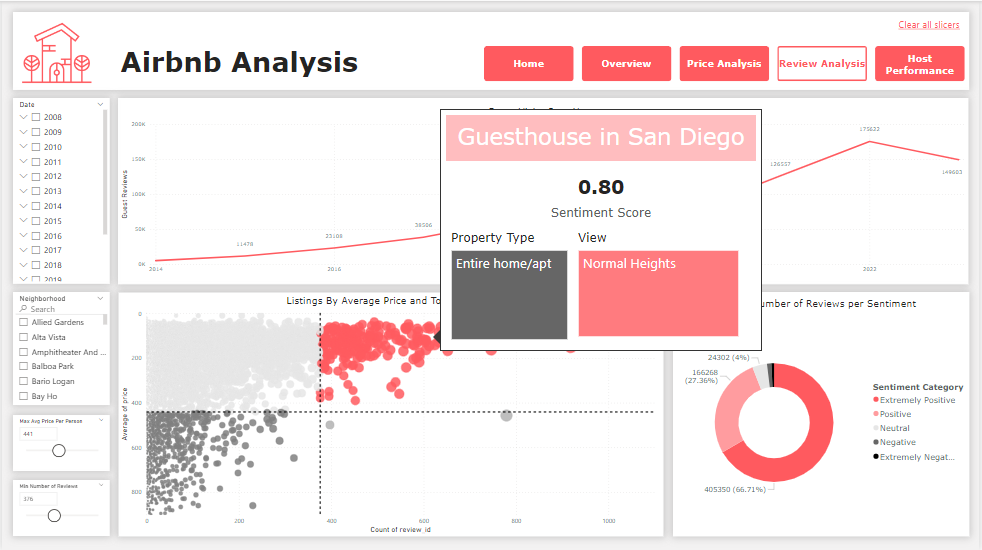 Clear all slicers
Airbnb Analysis
Home
Overview
Price Analysis
Review Analysis
Host
Performance
Date
2008
2009
2010
2011
2012
2013
2014
2015
2016
2017
2018
2019
200K
150K
100K
50K
0K
Guest Reviews
11478
23108
38506
126557
175622
149603
2014
2016
2022
Guesthouse in San Diego
0.80
Sentiment Score
Property Type
View
Entire home/apt
Normal Heights
Neighborhood
Search
Allied Gardens
Alta Vista
Amphitheater And ...
Balboa Park
Bario Logan
Bay Ho
Max Avg Price Per Person
441
Min Number of Reviews
376
Listings By Average Price and To
0
200
400
600
800
Average of price
0
200
400
600
800
1000
Count of review_id
umber of Reviews per Sentiment
24302 (4%)
166268
(27.36%)
405350 (66.71%)
Sentiment Category
Extremely Positive
Positive
Neutral
Negative
Extremely Negat...